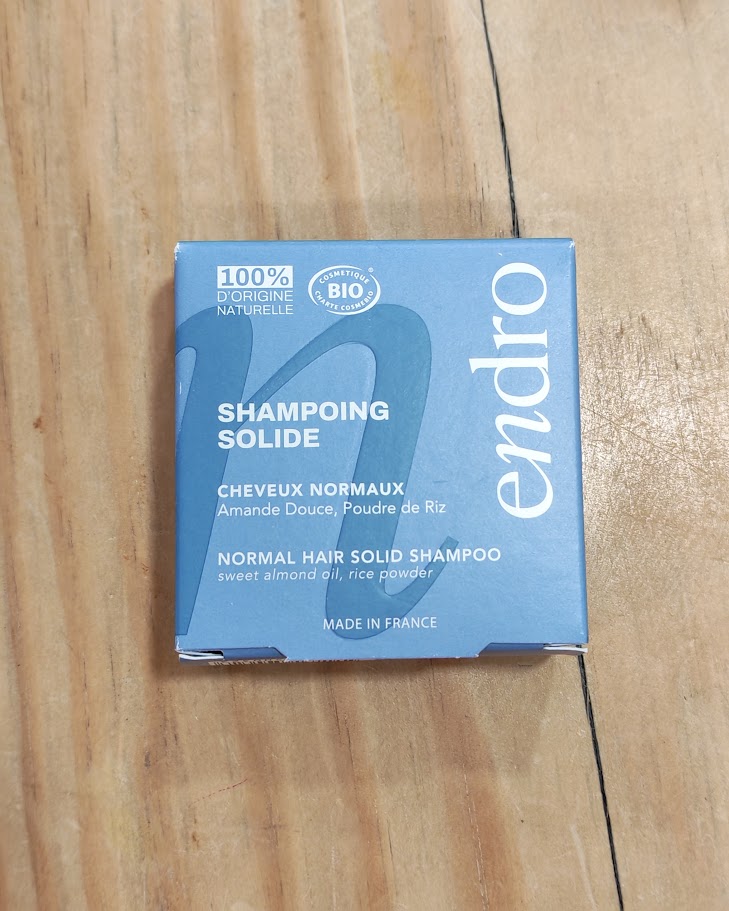 100%
D'ORIGINE
NATURELLE
COSMETIQUE
BIO
CHARTE COSMEBIO
®
endro
SHAMPOING
SOLIDE
CHEVEUX NORMAUX
Amande Douce, Poudre de Riz
NORMAL HAIR SOLID SHAMPOO
sweet almond oil, rice powder
MADE IN FRANCE